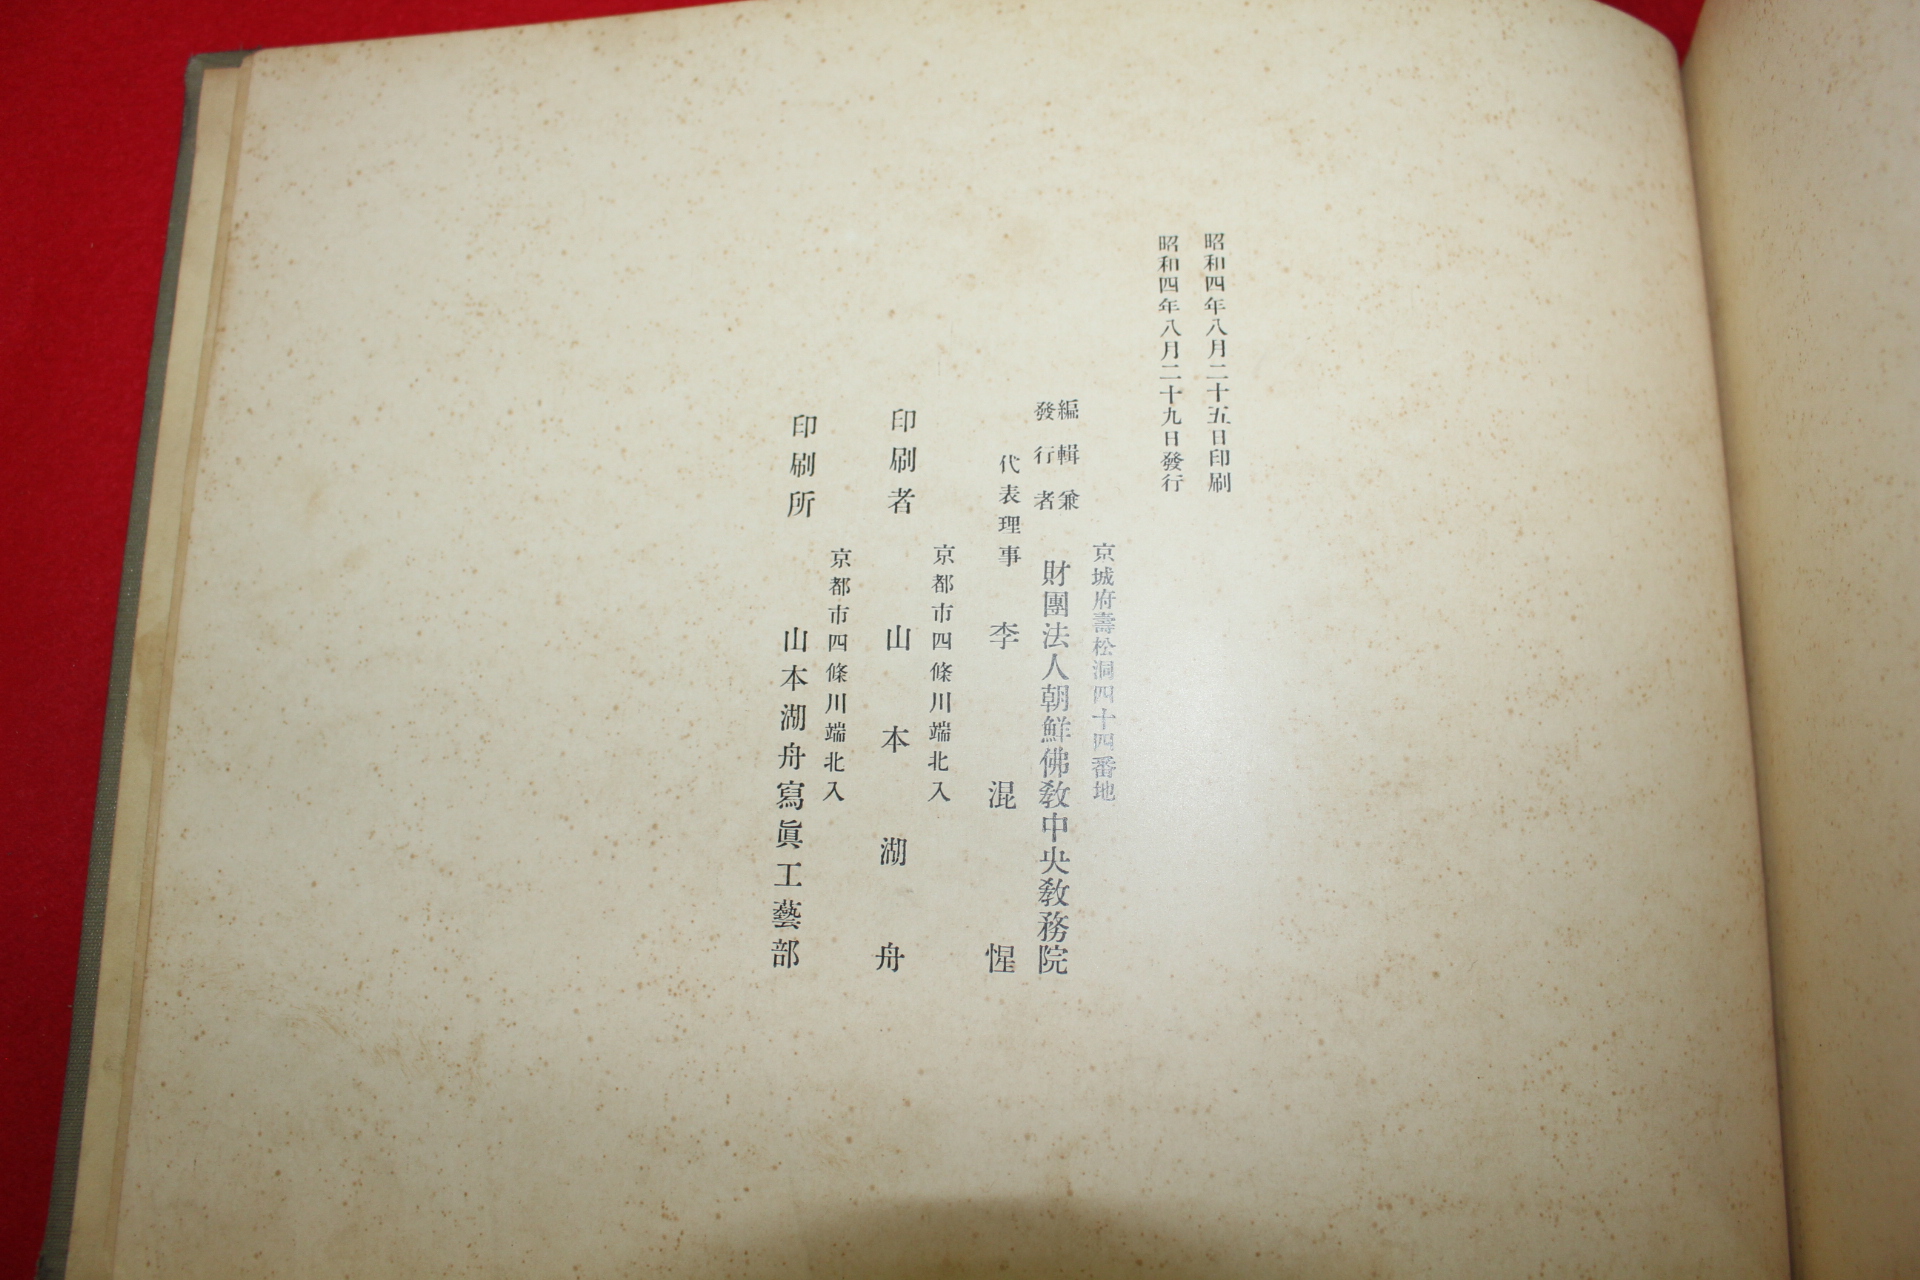 昭和四年八月二十五日印刷
昭和四年八月二十九日發行
京城府壽松洞四十四番地
編輯兼
發行者
財團法人朝鮮佛敎中央敎務院
代表理事 李混惺
京都市四條川端北入
印刷者 山本湖舟
京都市四條川端北入
印刷所 山本湖舟寫眞工藝部